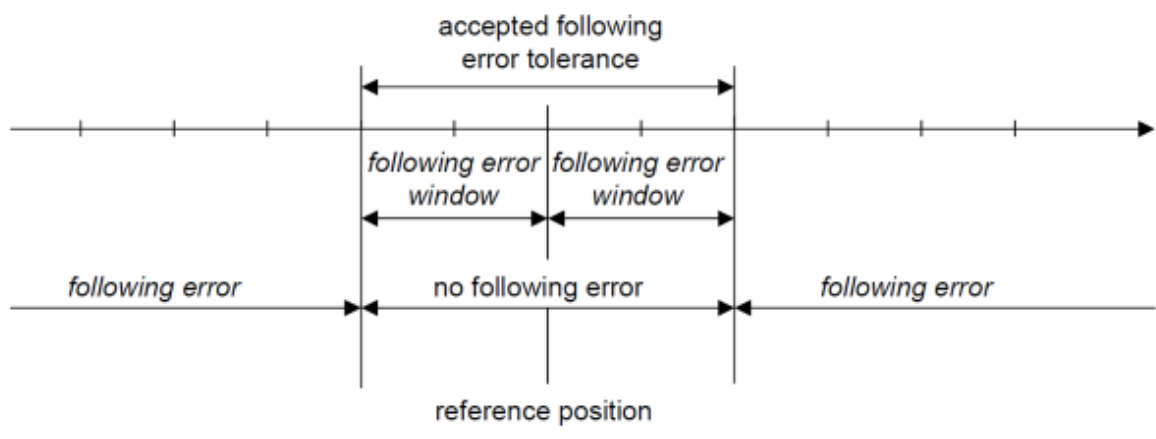 accepted following
error tolerance
following error following error
window window
following error no following error following error
reference position